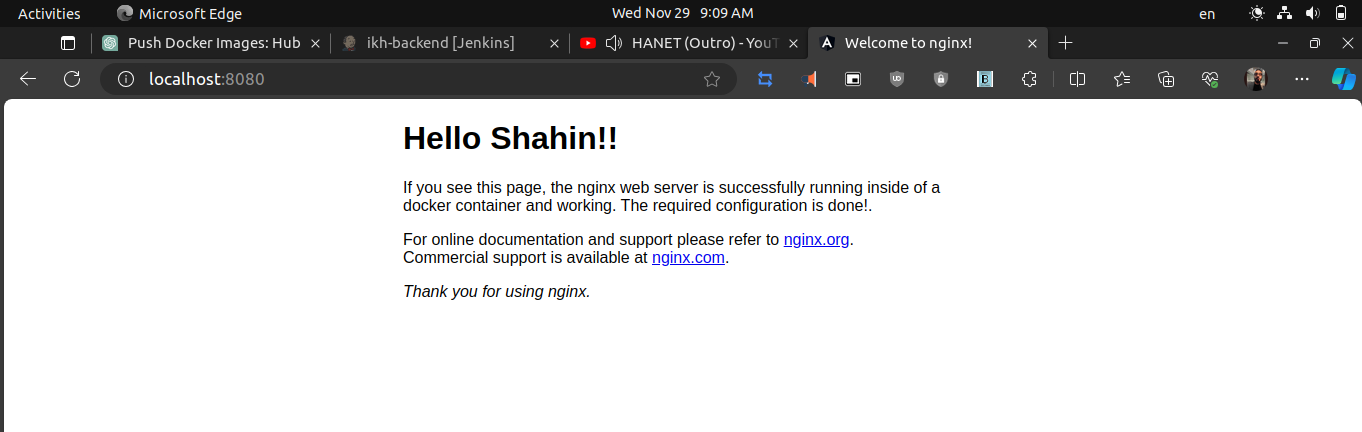 Activities Microsoft Edge Wed Nov 29 9:09 AM en
Push Docker Images: Hub ikh-backend [Jenkins] HANET (Outro) - YouT Welcome to nginx!
localhost:8080
Hello Shahin!!
If you see this page, the nginx web server is successfully running inside of a
docker container and working. The required configuration is done!.
For online documentation and support please refer to nginx.org.
Commercial support is available at nginx.com.
Thank you for using nginx.